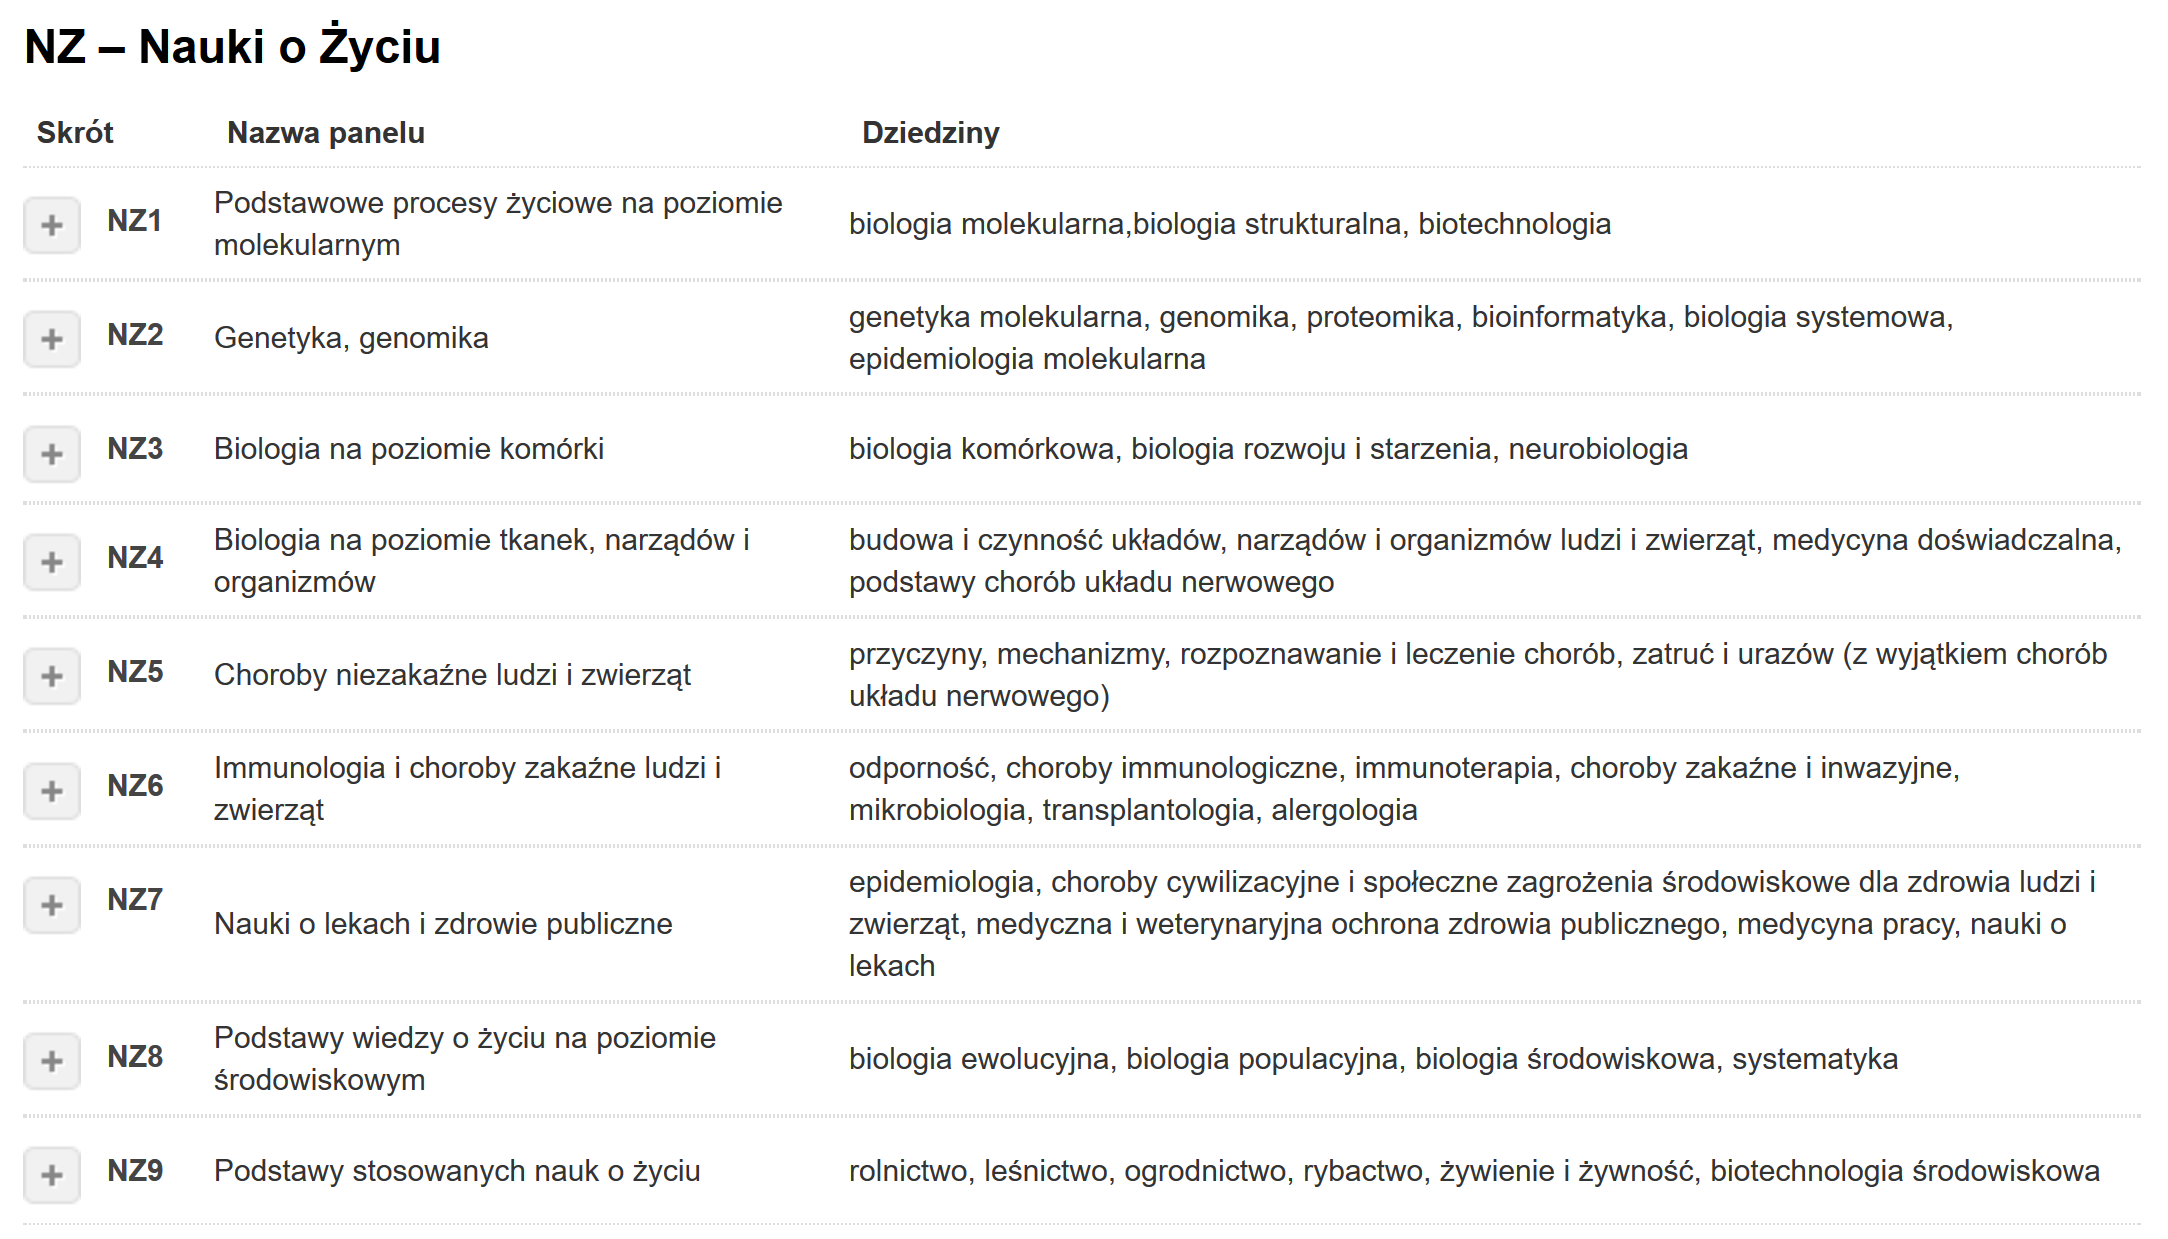 NZ – Nauki o Życiu
Skrót Nazwa panelu Dziedziny
NZ1 Podstawowe procesy życiowe na poziomie molekularnym biologia molekularna,biologia strukturalna, biotechnologia
NZ2 Genetyka, genomika genetyka molekularna, genomika, proteomika, bioinformatyka, biologia systemowa,
epidemiologia molekularna
NZ3 Biologia na poziomie komórki biologia komórkowa, biologia rozwoju i starzenia, neurobiologia
NZ4 Biologia na poziomie tkanek, narządów i
organizmów
budowa i czynność układów, narządów i organizmów ludzi i zwierząt, medycyna doświadczalna,
podstawy chorób układu nerwowego
NZ5 Choroby niezakaźne ludzi i zwierząt
przyczyny, mechanizmy, rozpoznawanie i leczenie chorób, zatruć i urazów (z wyjątkiem chorób
układu nerwowego)
NZ6 Immunologia i choroby zakaźne ludzi i
zwierząt
odporność, choroby immunologiczne, immunoterapia, choroby zakaźne i inwazyjne,
mikrobiologia, transplantologia, alergologia
NZ7 Nauki o lekach i zdrowie publiczne
epidemiologia, choroby cywilizacyjne i społeczne zagrożenia środowiskowe dla zdrowia ludzi i
zwierząt, medyczna i weterynaryjna ochrona zdrowia publicznego, medycyna pracy, nauki o
lekach
NZ8 Podstawy wiedzy o życiu na poziomie
środowiskowym
biologia ewolucyjna, biologia populacyjna, biologia środowiskowa, systematyka
NZ9 Podstawy stosowanych nauk o życiu rolnictwo, leśnictwo, ogrodnictwo, rybactwo, żywienie i żywność, biotechnologia środowiskowa